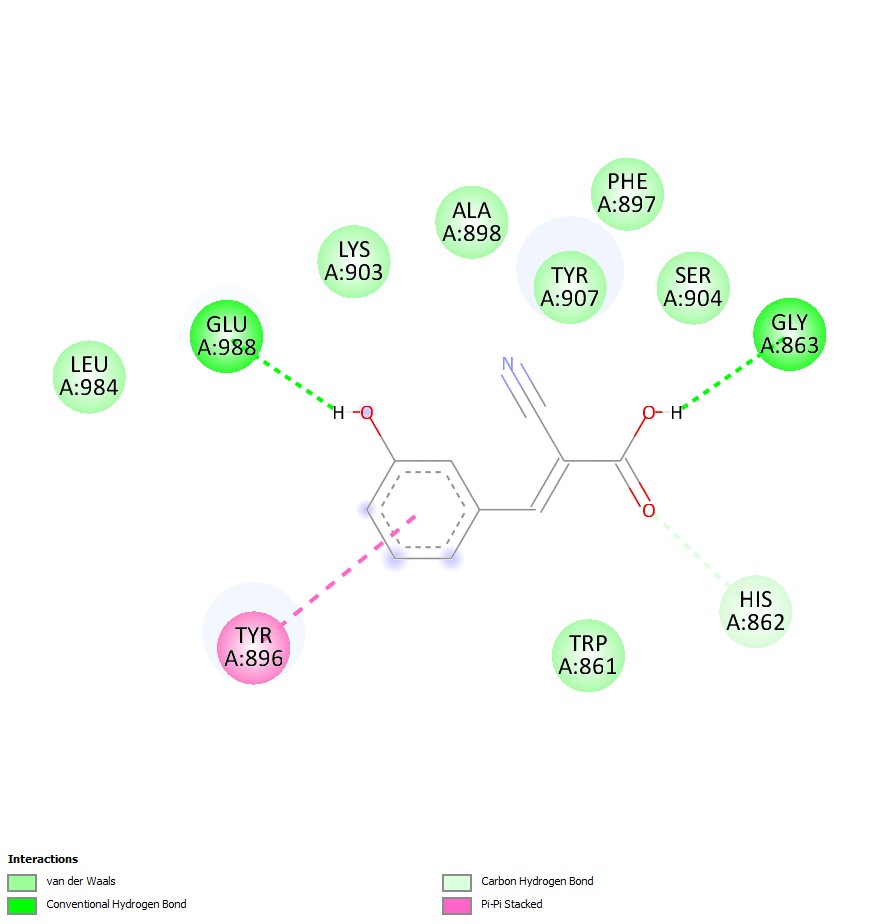 PHE
A:897
ALA
A:898
LYS
A:903
TYR
A:907
SER
A:904
GLU
A:988
GLY
A:863
LEU
A:984
N
H
O
O
H
O
HIS
A:862
TYR
A:896
TRP
A:861
Interactions
van der Waals
Conventional Hydrogen Bond
Carbon Hydrogen Bond
Pi-Pi Stacked